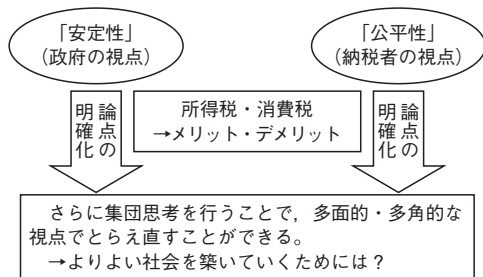 「安定性」
（政府の視点）
「公平性」
（納税者の視点）
論点の
明確化
所得税・消費税
→メリット・デメリット
論点の
明確化
さらに集団思考を行うことで，多面的・多角的な
視点でとらえ直すことができる。
→よりよい社会を築いていくためには？